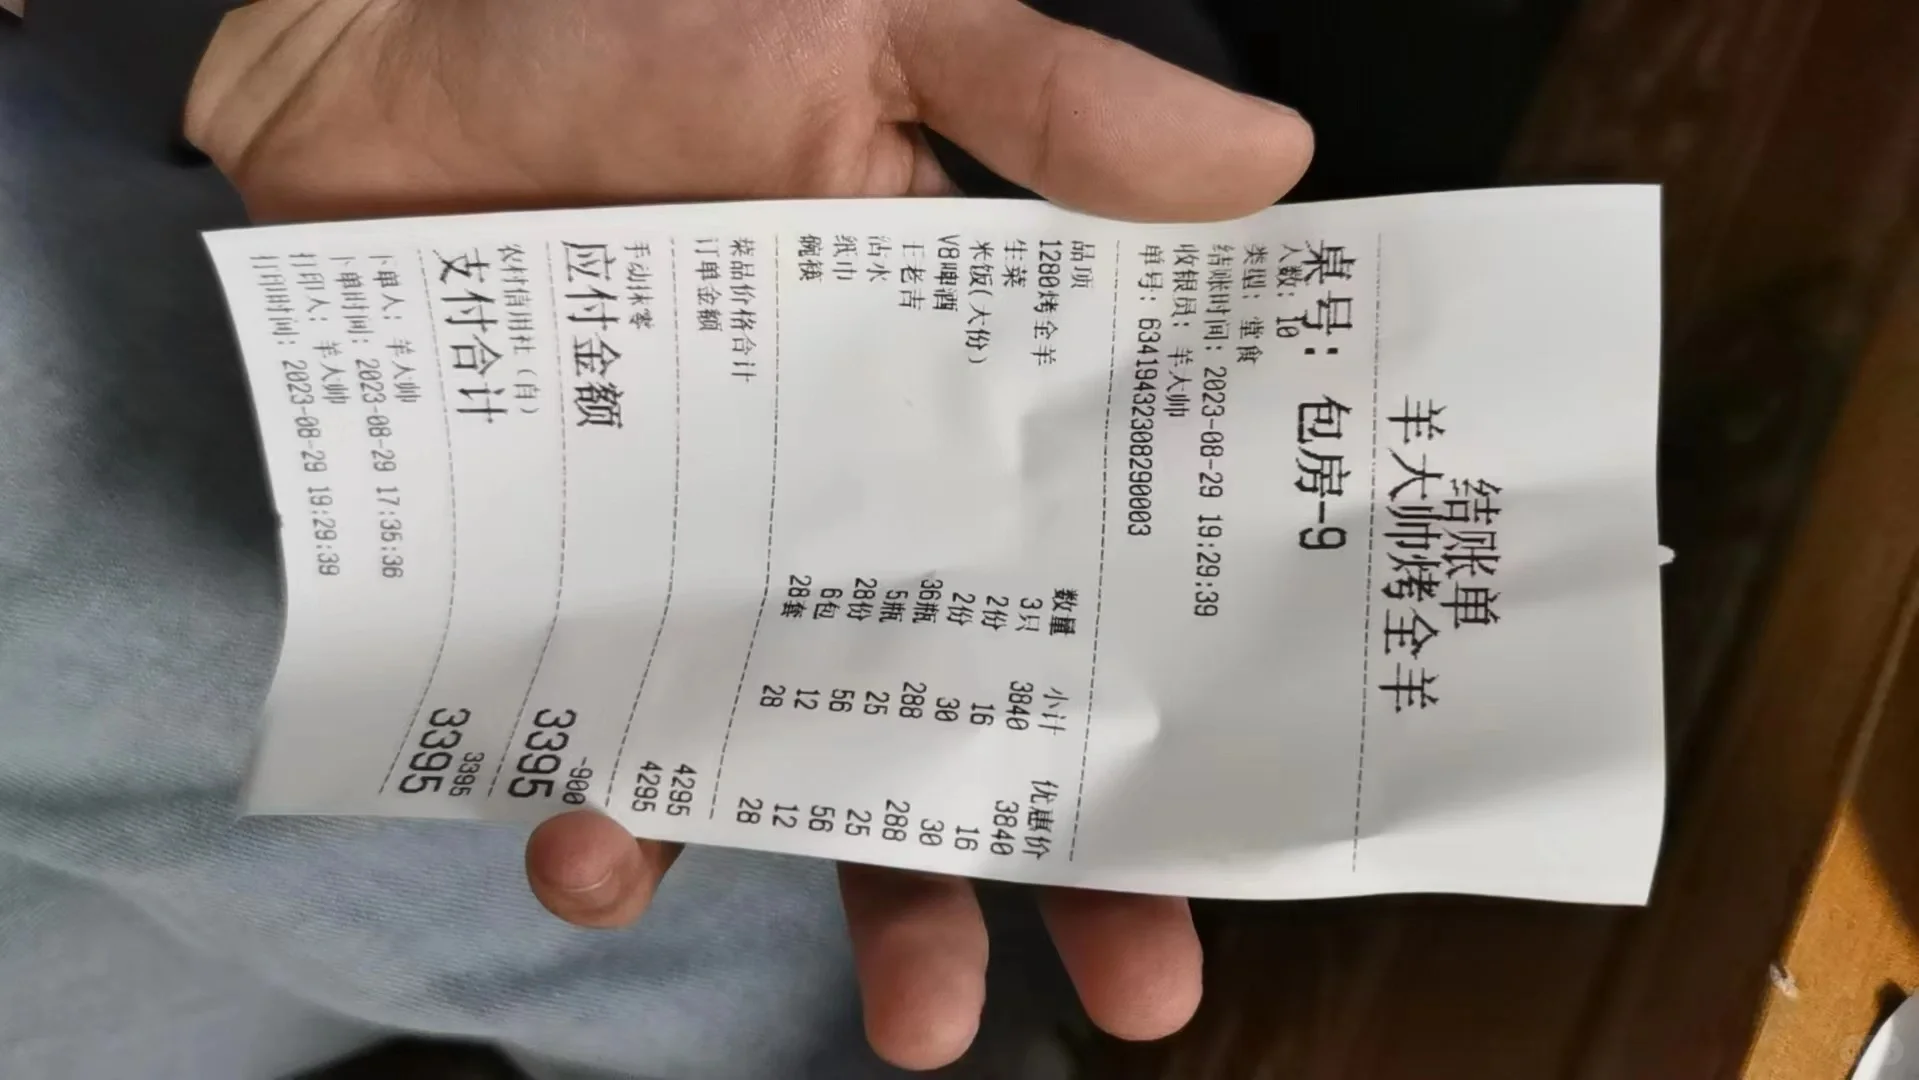 结账单
羊大帅烤全羊
桌号：包房-9
人数：10
类型：堂食
结账时间：2023-08-29 19:29:39
收银员：羊大帅
单号：63419432308290003
品项 数量 小计 优惠价
1280烤全羊 3只 3840 3840
生菜 2份 16 16
米饭(大份) 2份 30 30
V8啤酒 36瓶 288 288
王老吉 5瓶 25 25
沾水 28份 56 56
纸巾 6包 12 12
碗筷 28套 28 28
菜品价格合计 4295
订单金额 4295
手动抹零 -900
应付金额 3395
农村信用社（自） 3395
支付合计 3395
下单人：羊大帅
下单时间：2023-08-29 17:35:36
打印人：羊大帅
打印时间：2023-08-29 19:29:39